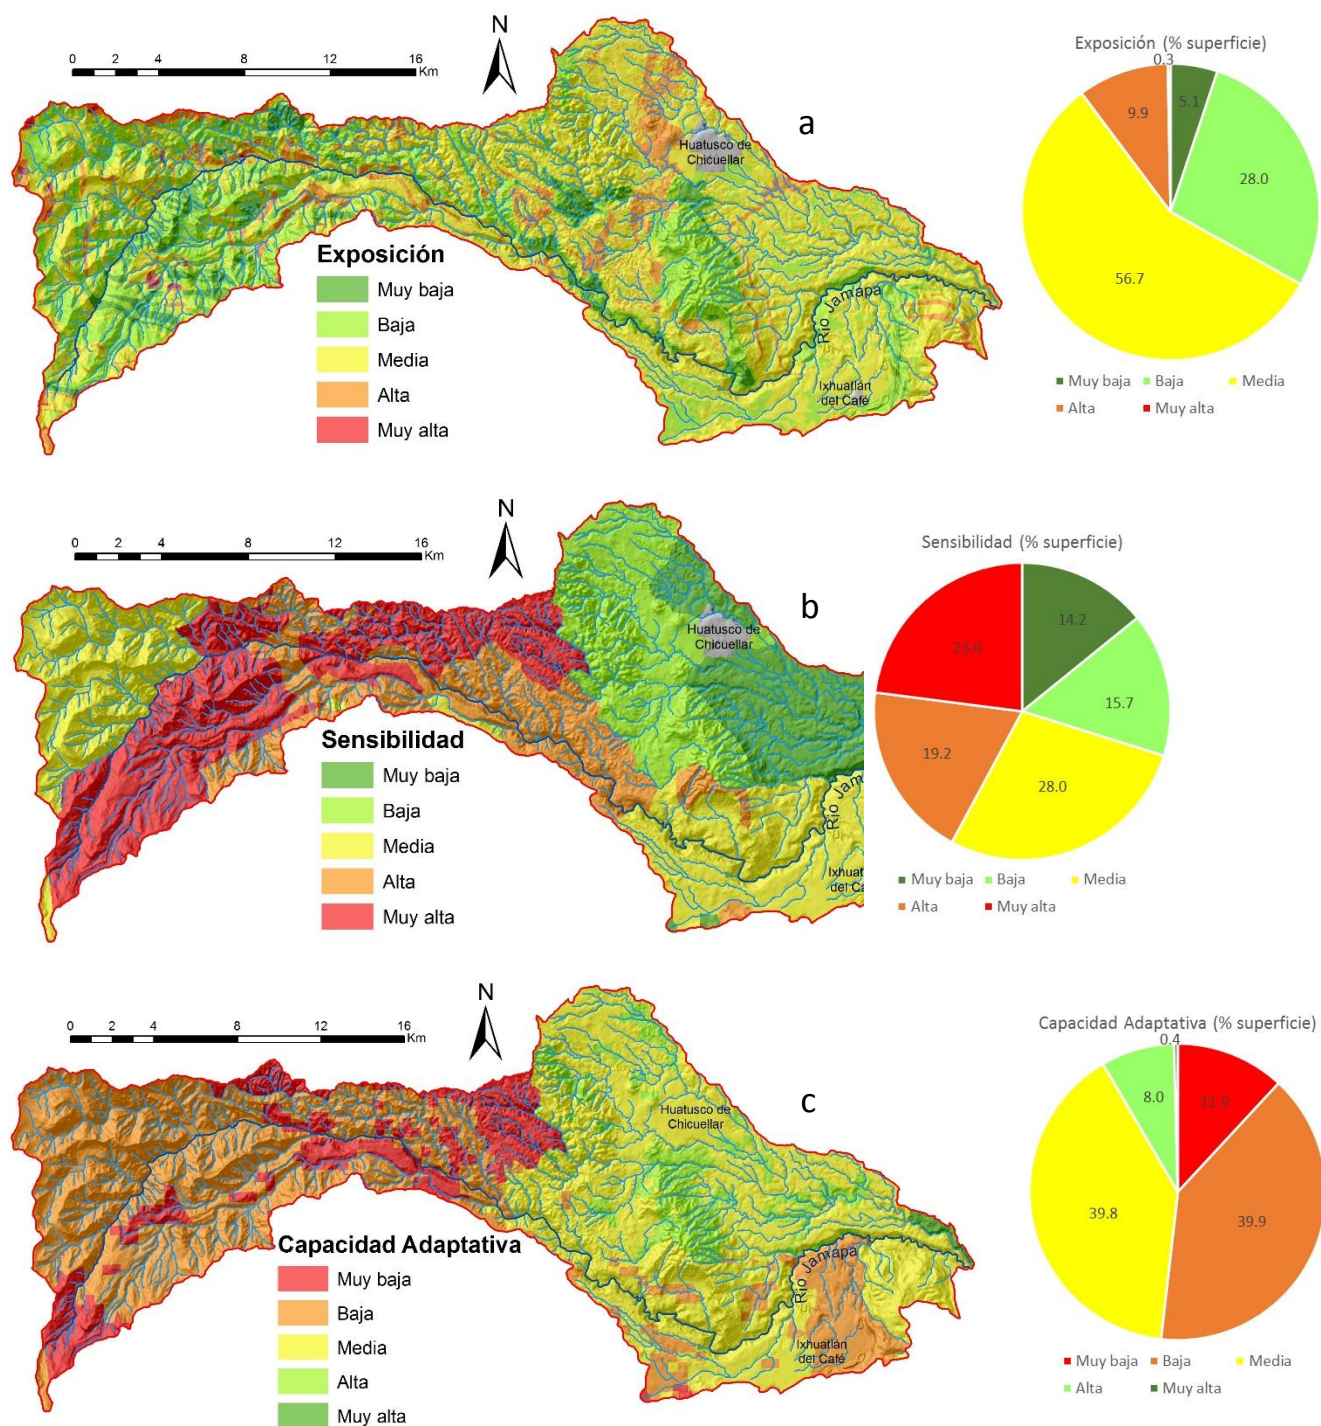 N
0 2 4 8 12 16
Km
a
Huatusco de
Chicuellar
Río Jamapa
Ixhuatlán
del Café
Exposición
Muy baja
Baja
Media
Alta
Muy alta
Exposición (% superficie)
0.3
5.1
9.9
28.0
56.7
Muy baja Baja Media
Alta Muy alta
N
0 2 4 8 12 16
Km
b
Huatusco de
Chicuellar
Río Jamapa
Ixhuatlán
del Ca
Sensibilidad
Muy baja
Baja
Media
Alta
Muy alta
Sensibilidad (% superficie)
14.2
23.0
15.7
19.2
28.0
Muy baja Baja Media
Alta Muy alta
N
0 2 4 8 12 16
Km
c
Huatusco de
Chicuellar
Río Jamapa
Ixhuatlán
del Café
Capacidad Adaptativa
Muy baja
Baja
Media
Alta
Muy alta
Capacidad Adaptativa (% superficie)
0.4
8.0
11.9
39.8
39.9
Muy baja Baja Media
Alta Muy alta